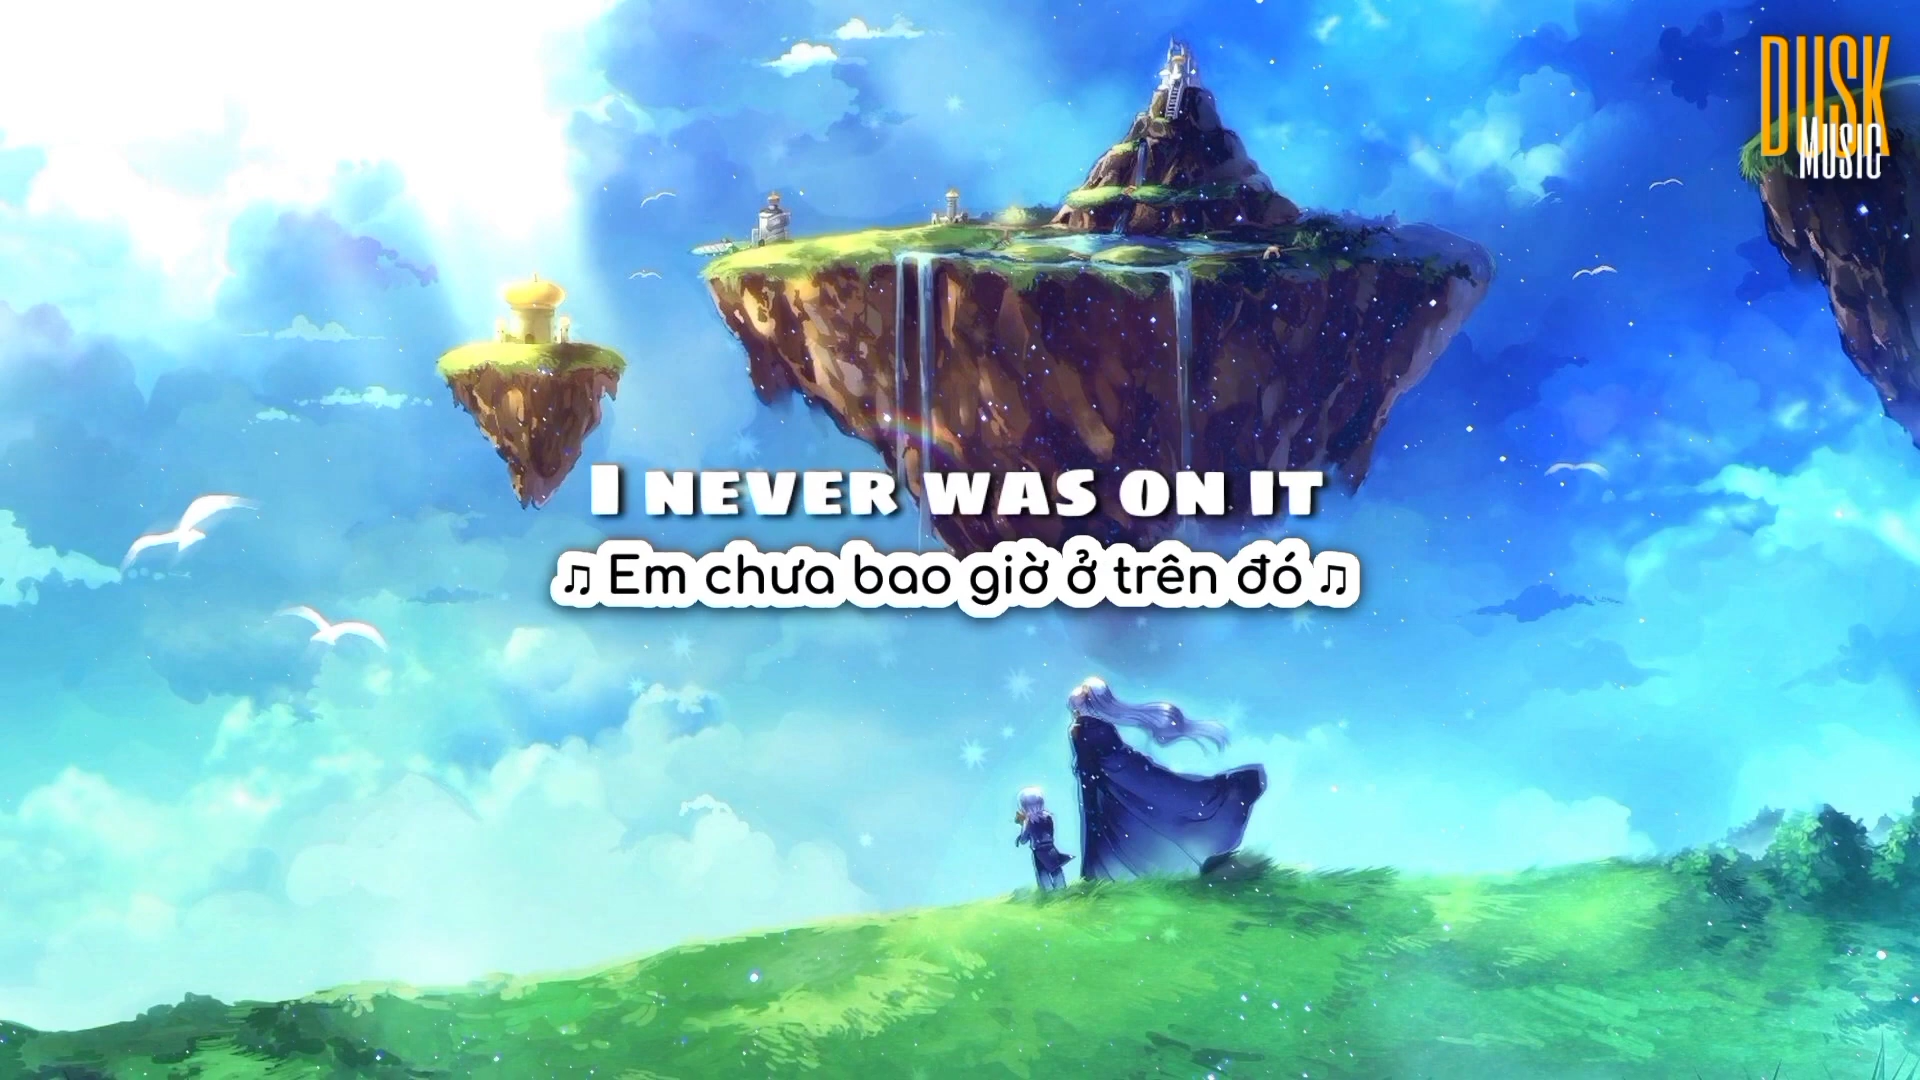 DUSK
Music
I never was on it
♫ Em chưa bao giờ ở trên đó ♫